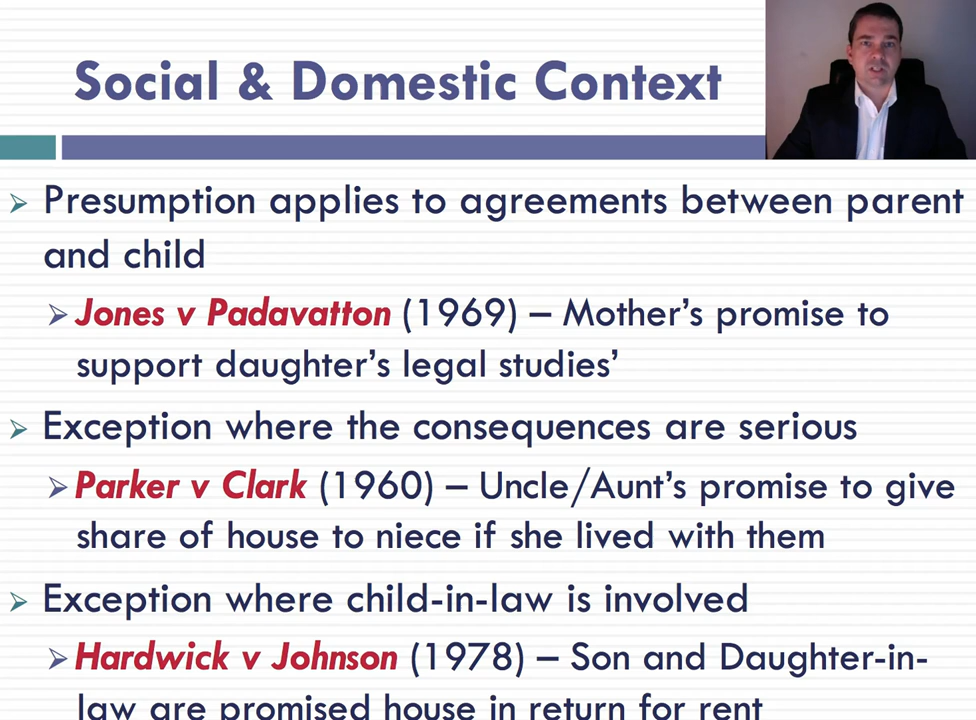 Social & Domestic Context
Presumption applies to agreements between parent
and child
Jones v Padavatton (1969) – Mother's promise to
support daughter's legal studies'
Exception where the consequences are serious
Parker v Clark (1960) – Uncle/Aunt's promise to give
share of house to niece if she lived with them
Exception where child-in-law is involved
Hardwick v Johnson (1978) – Son and Daughter-in-
law are promised house in return for rent